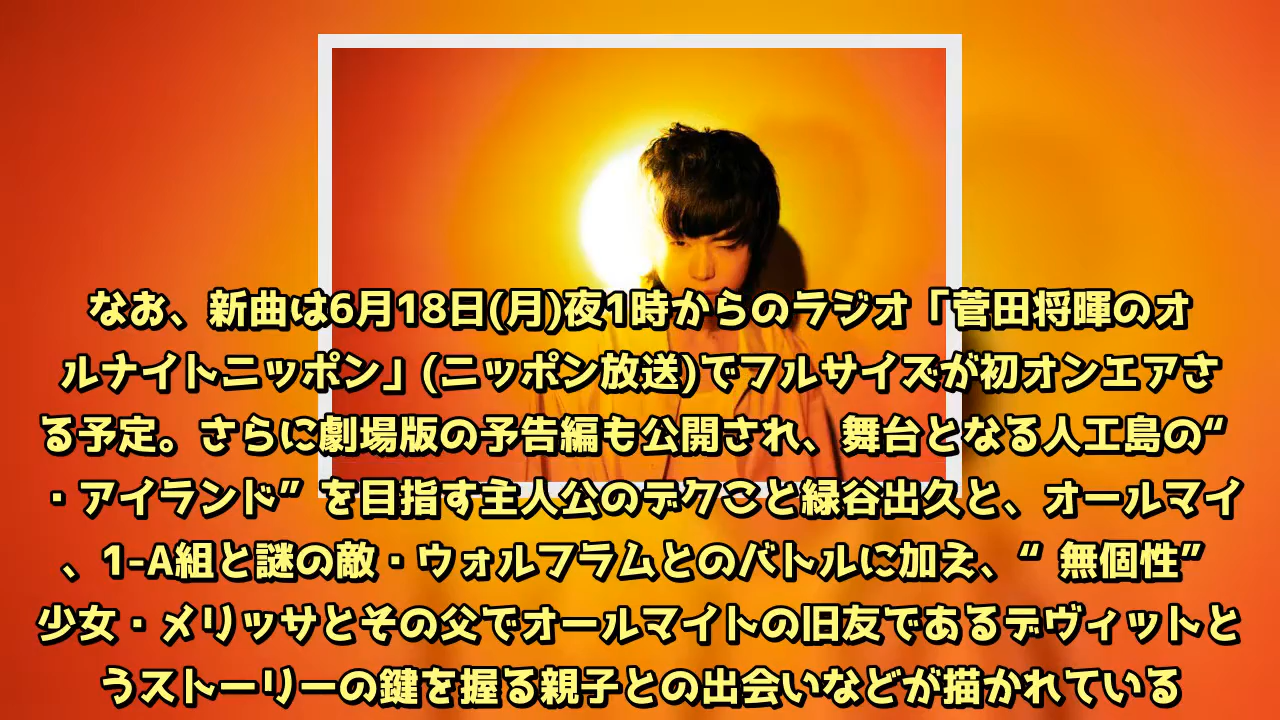 なお、新曲は6月18日(月)夜1時からのラジオ「菅田将暉のオ
ルナイトニッポン」(ニッポン放送)でフルサイズが初オンエアさ
る予定。さらに劇場版の予告編も公開され、舞台となる人工島の“
・アイランド”を目指す主人公のデクこと緑谷出久と、オールマイ
、1-A組と謎の敵・ウォルフラムとのバトルに加え、“無個性”
少女・メリッサとその父でオールマイトの旧友であるデヴィットと
うストーリーの鍵を握る親子との出会いなどが描かれている